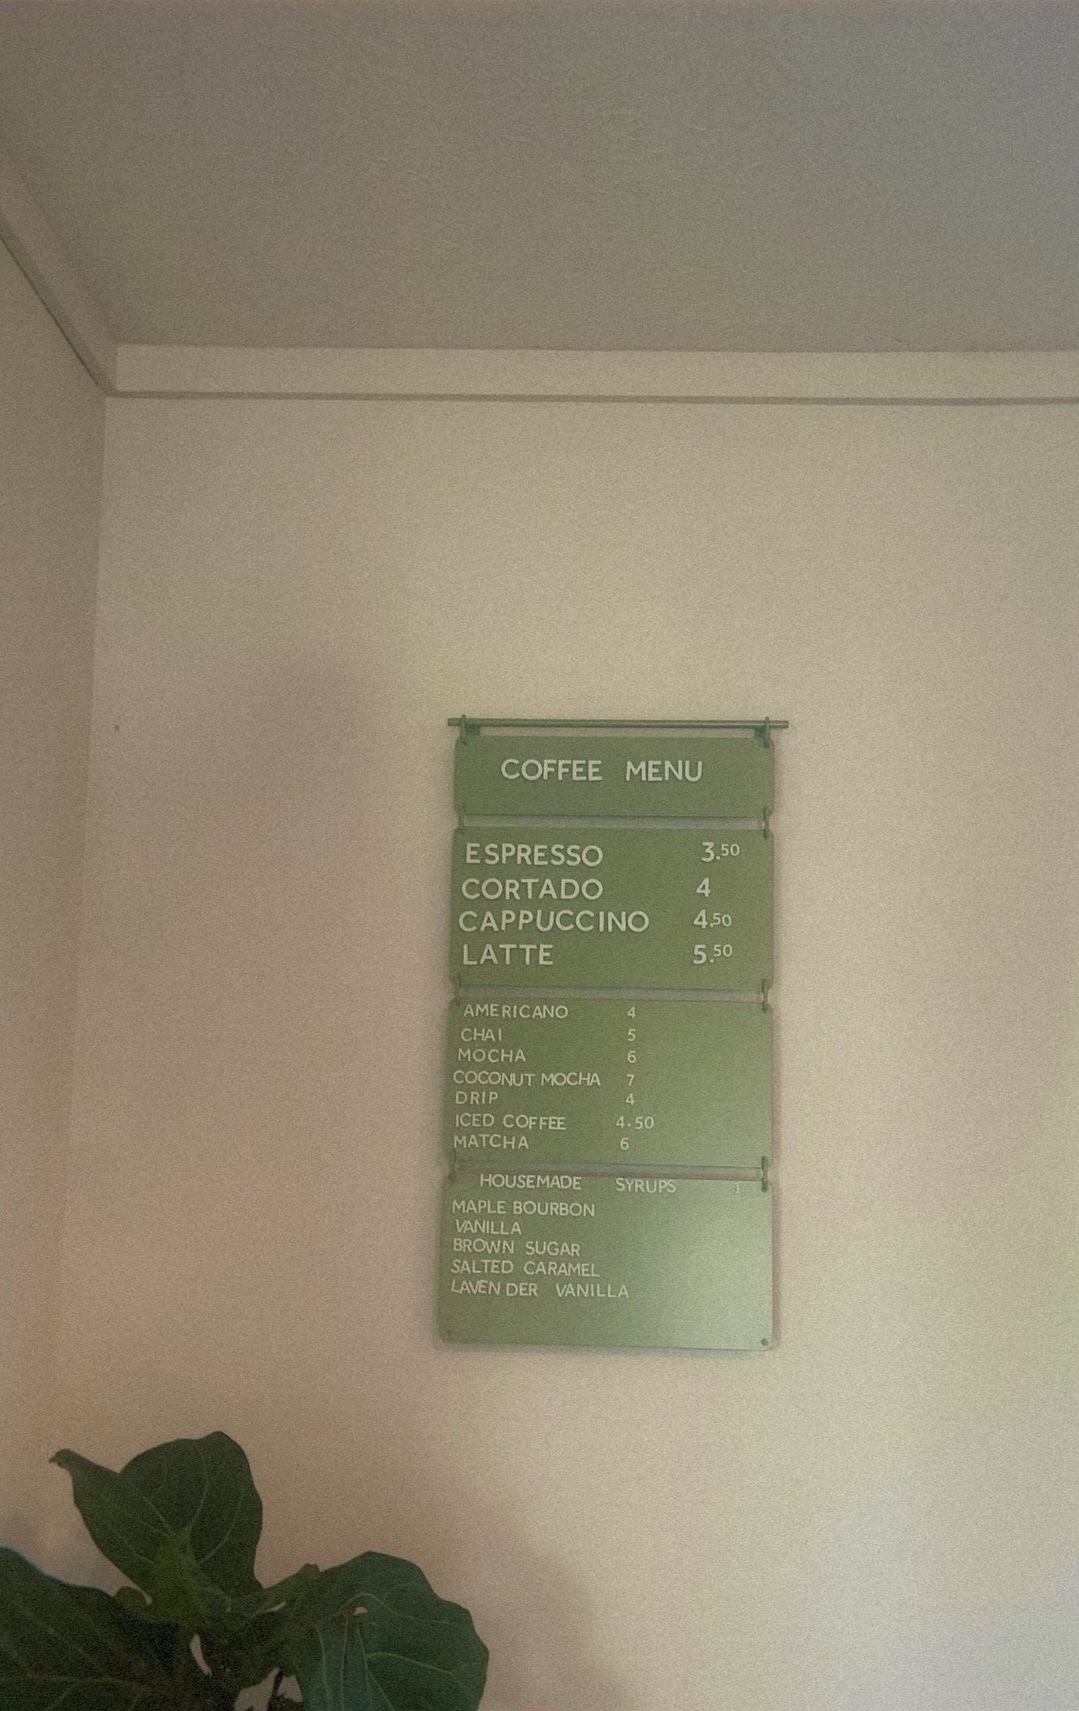 COFFEE MENU
ESPRESSO 3.50
CORTADO 4
CAPPUCCINO 4.50
LATTE 5.50
AMERICANO 4
CHAI 5
MOCHA 6
COCONUT MOCHA 7
DRIP 4
ICED COFFEE 4.50
MATCHA 6
HOUSEMADE SYRUPS 1
MAPLE BOURBON
VANILLA
BROWN SUGAR
SALTED CARAMEL
LAVENDER VANILLA